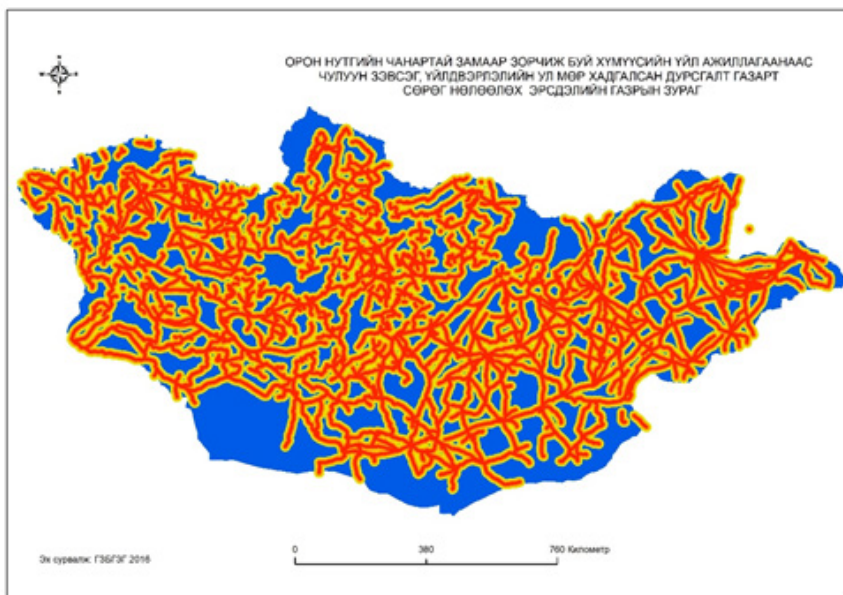 ОРОН НУТГИЙН ЧАНАРТАЙ ЗАМААР ЗОРЧИЖ БУЙ ХҮМҮҮСИЙН ҮЙЛ АЖИЛЛАГААНААС
ЧУЛУУН ЗЭВСЭГ, ҮЙЛДВЭРЛЭЛИЙН УЛ МӨР ХАДГАЛСАН ДУРСГАЛТ ГАЗАРТ
СӨРӨГ НӨЛӨӨЛӨХ ЭРСДЭЛИЙН ГАЗРЫН ЗУРАГ
0 380 760 Километр
Эх сурвалж: ГЗБГЗГ 2016